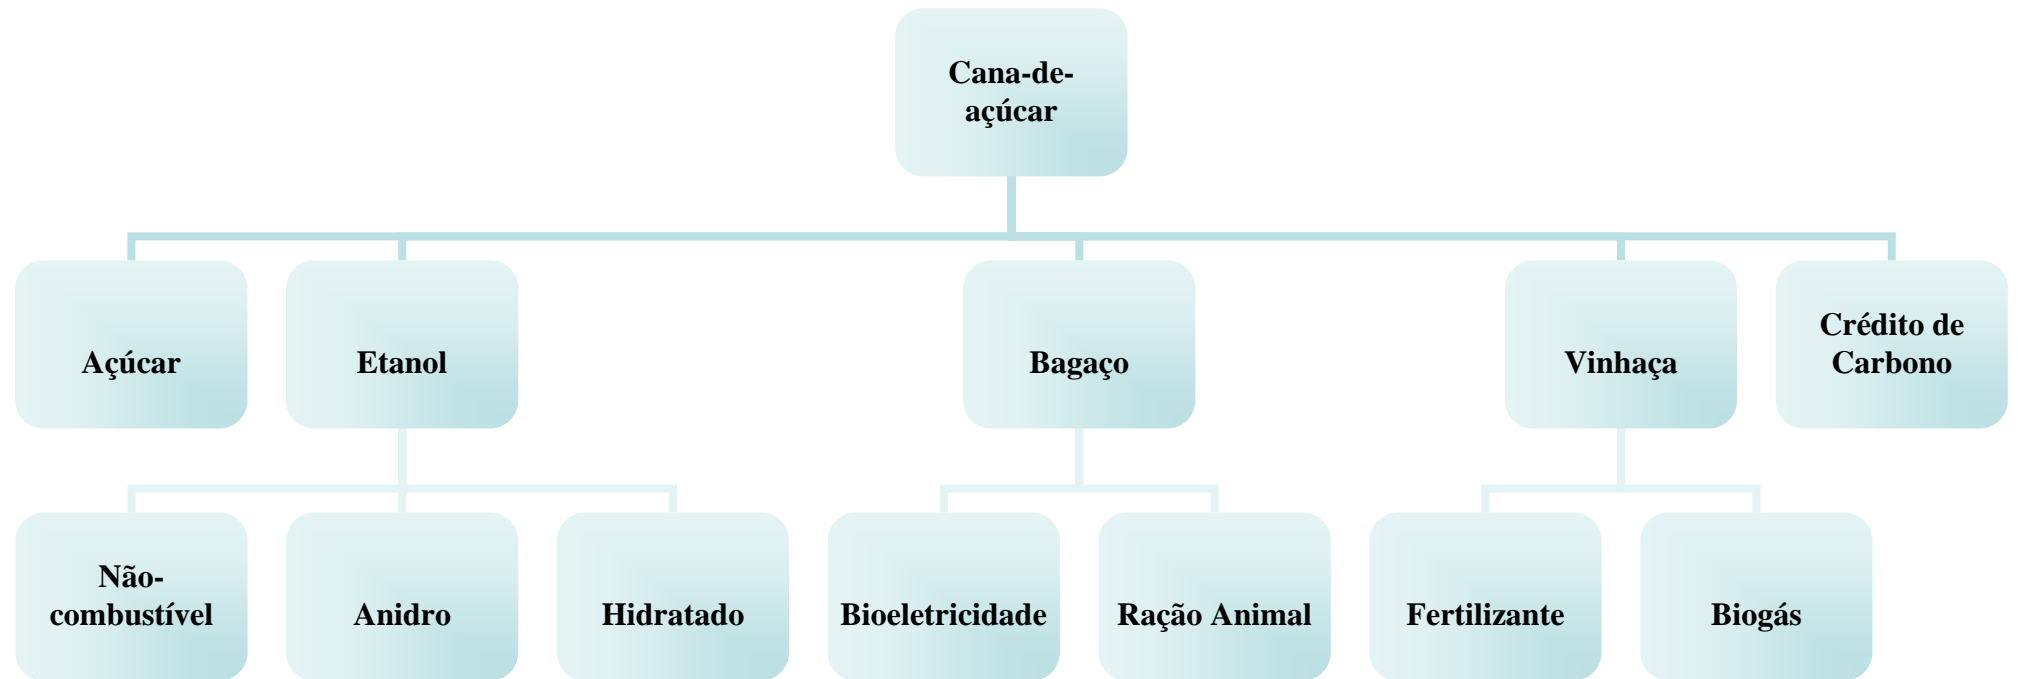 Cana-de-
açúcar
Açúcar
Etanol
Bagaço
Vinhaça
Crédito de
Carbono
Não-
combustível
Anidro
Hidratado
Bioeletricidade
Ração Animal
Fertilizante
Biogás